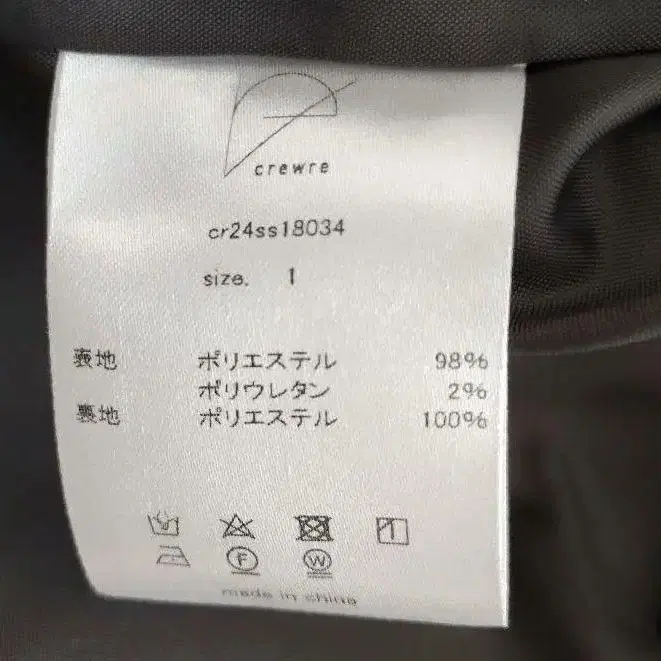 crewre
cr24ss18034
size. 1
表地 ポリエステル 98%
ポリウレタン 2%
裏地 ポリエステル 100%
F W
made in china